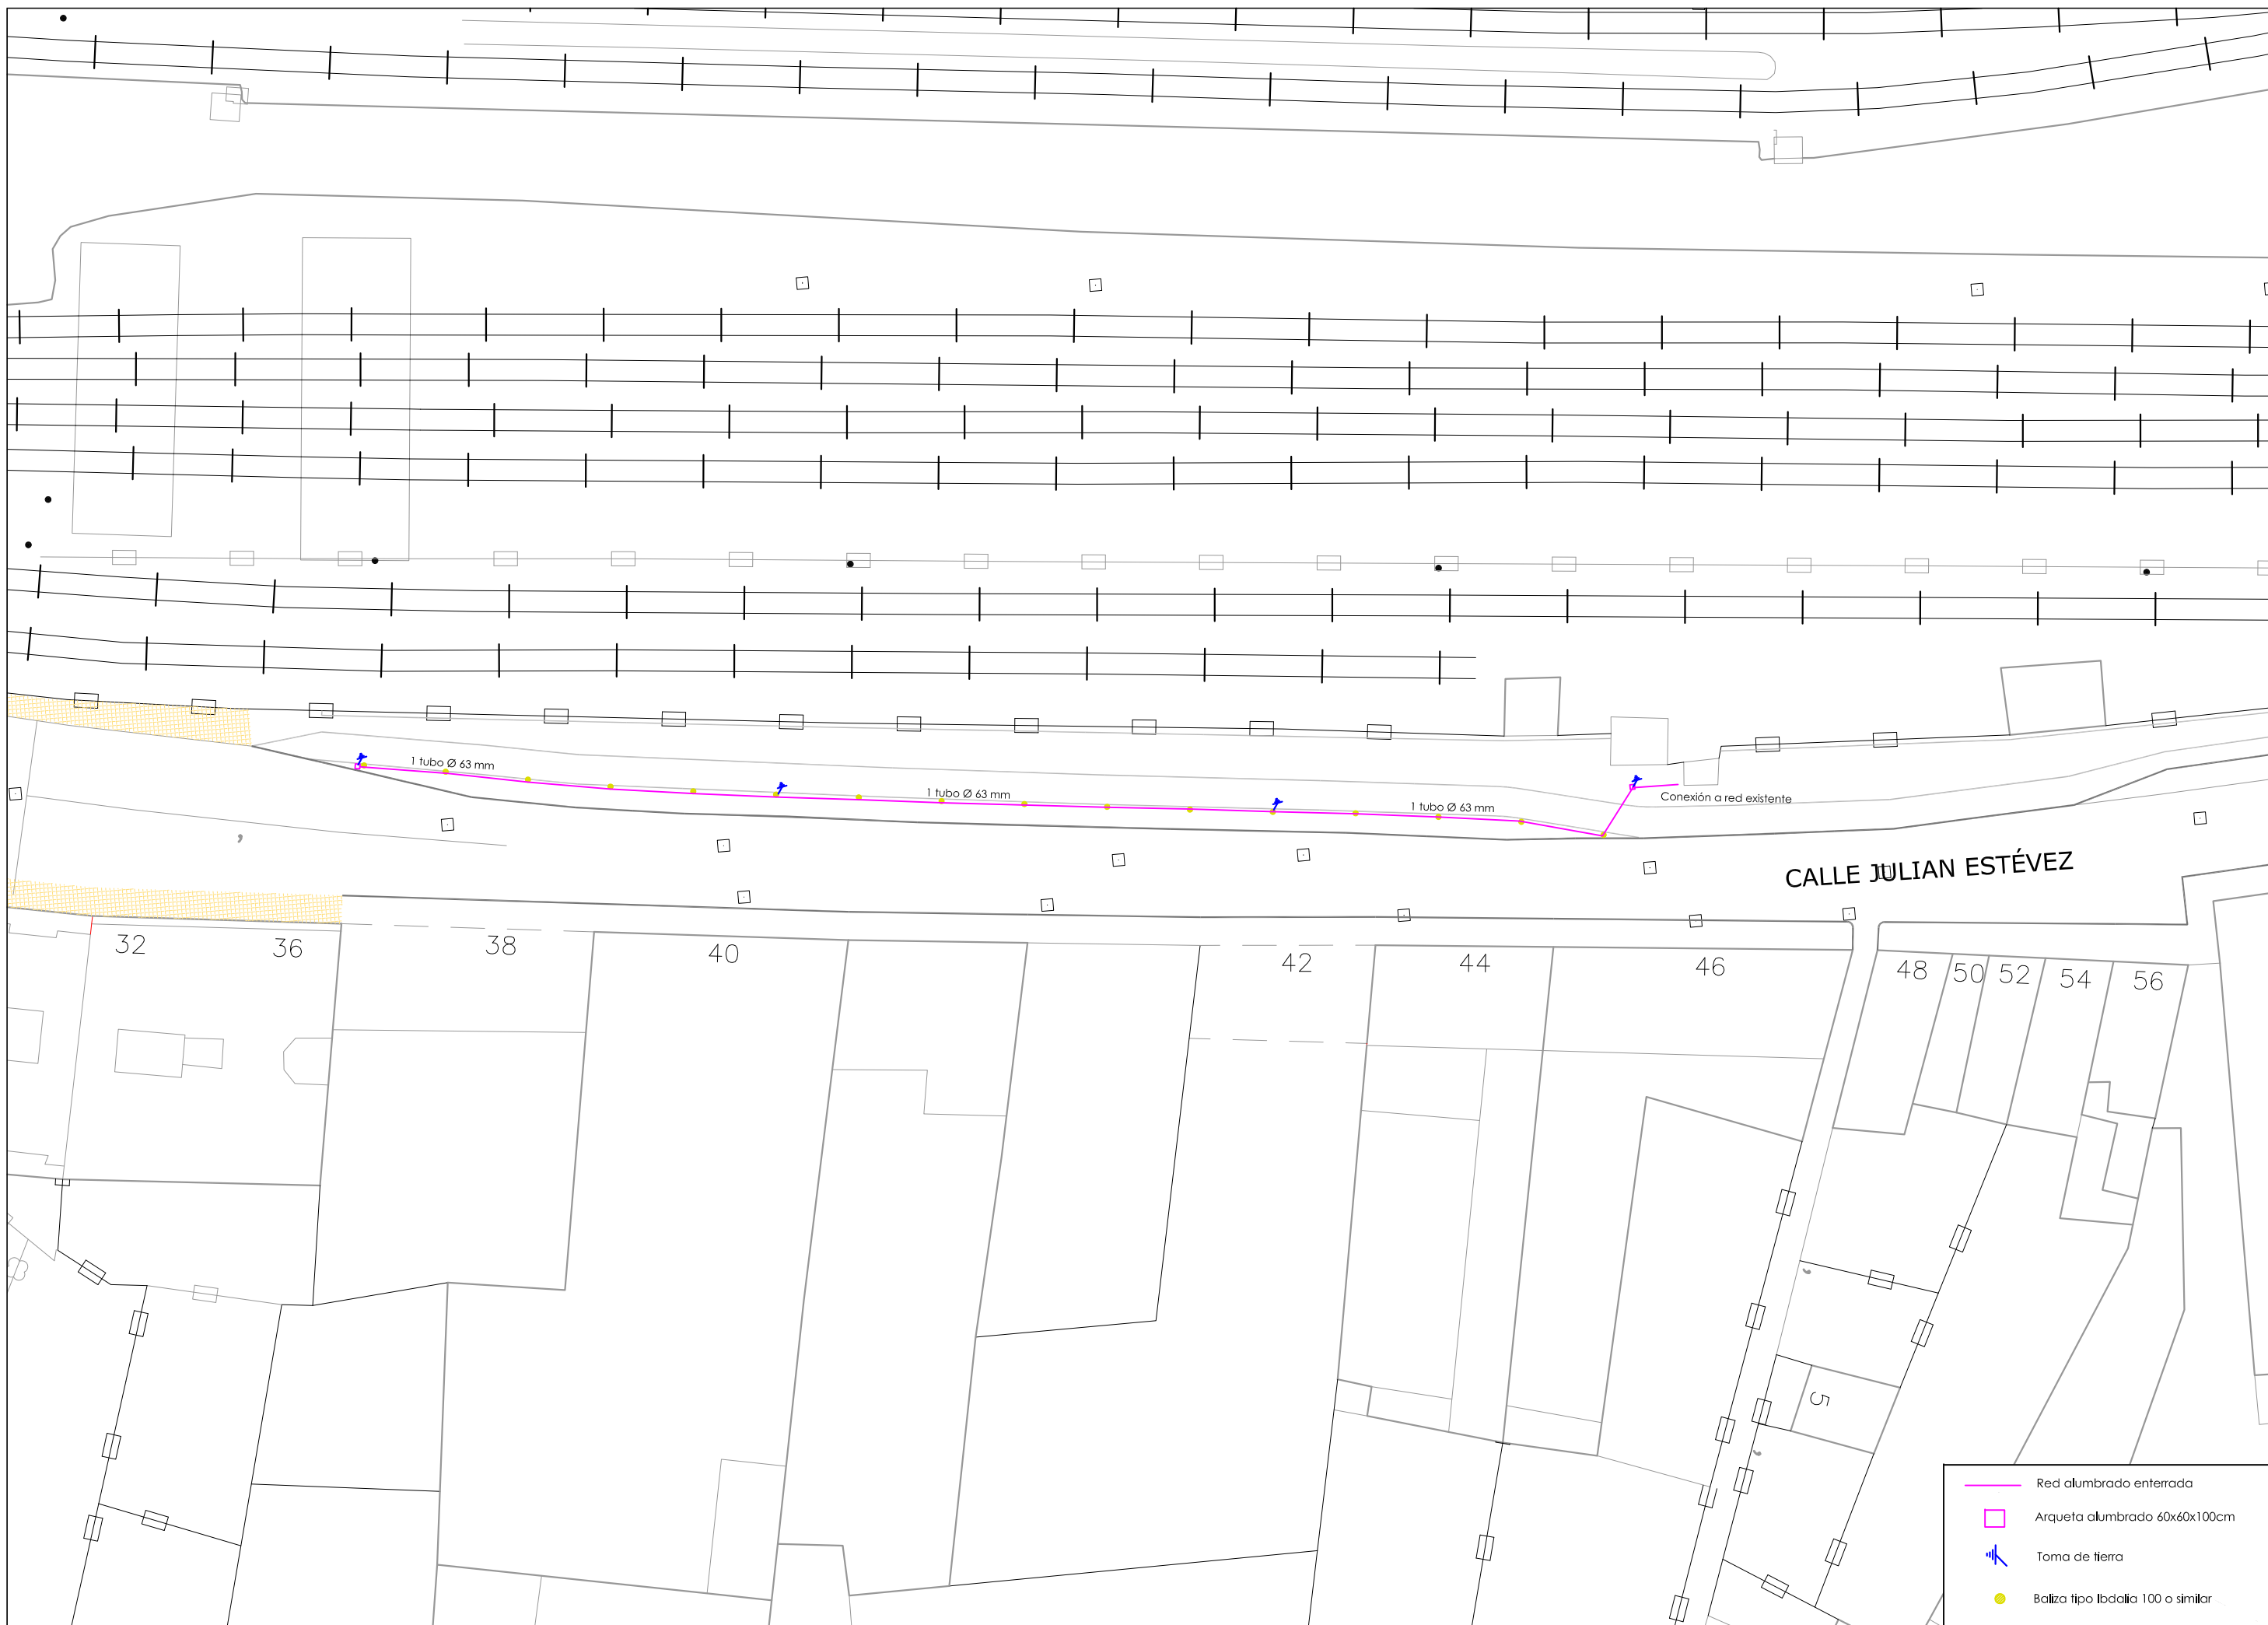 1 tubo Ø 63 mm
1 tubo Ø 63 mm
1 tubo Ø 63 mm
Conexión a red existente
CALLE JULIAN ESTÉVEZ
32
36
38
40
42
44
46
48
50
52
54
56
5
Red alumbrado enterrada
Arqueta alumbrado 60x60x100cm
Toma de tierra
Baliza tipo Ibdalia 100 o similar